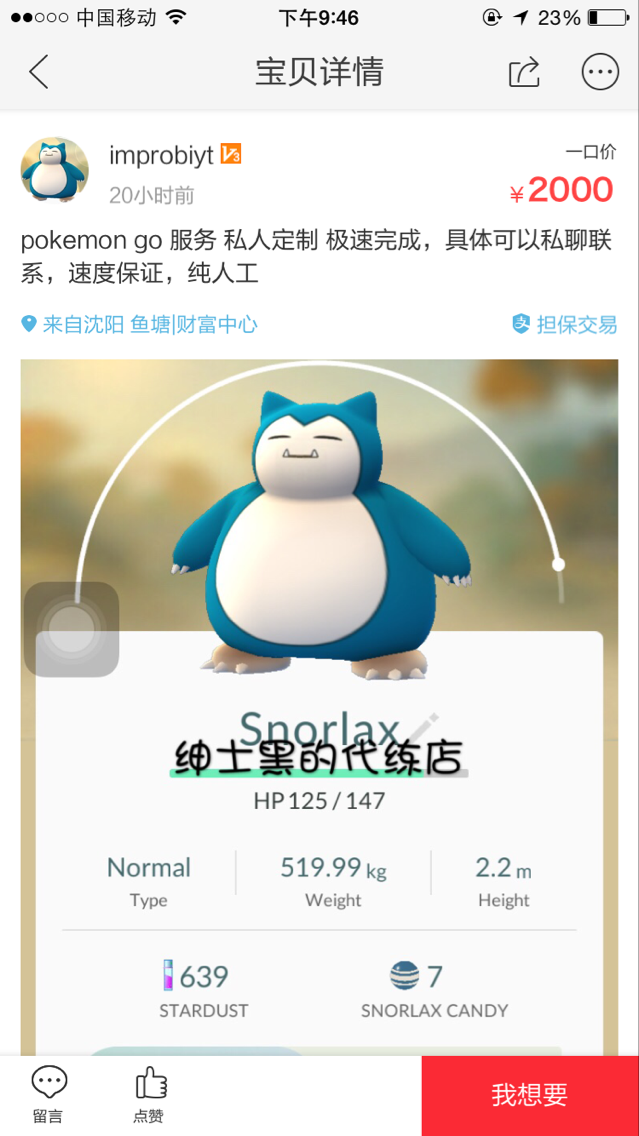 中国移动 下午9:46 23%
宝贝详情
improbiyt V3 一口价
20小时前 ¥2000
pokemon go 服务 私人定制 极速完成，具体可以私聊联
系，速度保证，纯人工
来自沈阳 鱼塘|财富中心 担保交易
Snorlax
绅士黑的代练店
HP 125 / 147
Normal 519.99 kg 2.2 m
Type Weight Height
639 7
STARDUST SNORLAX CANDY
留言 点赞 我想要